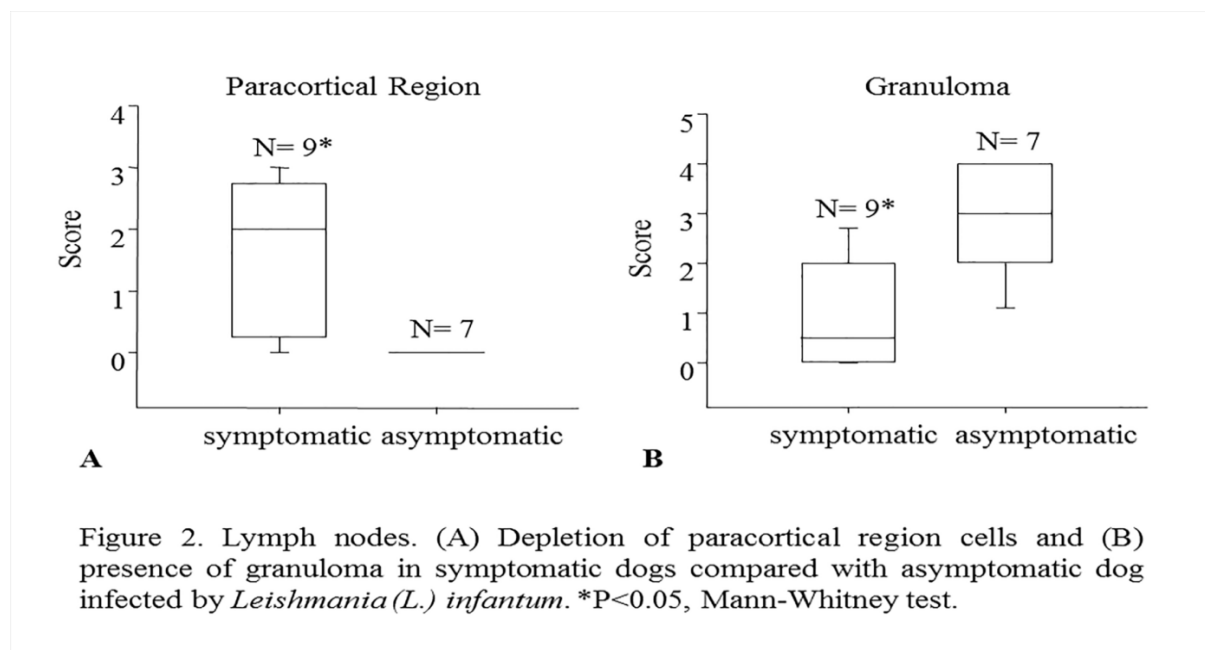 Paracortical Region
4
3
2
1
0
Score
N= 9*
N= 7
symptomatic asymptomatic
A
Granuloma
5
4
3
2
1
0
Score
N= 9*
N= 7
symptomatic asymptomatic
B
Figure 2. Lymph nodes. (A) Depletion of paracortical region cells and (B)
presence of granuloma in symptomatic dogs compared with asymptomatic dog
infected by Leishmania (L.) infantum. *P<0.05, Mann-Whitney test.